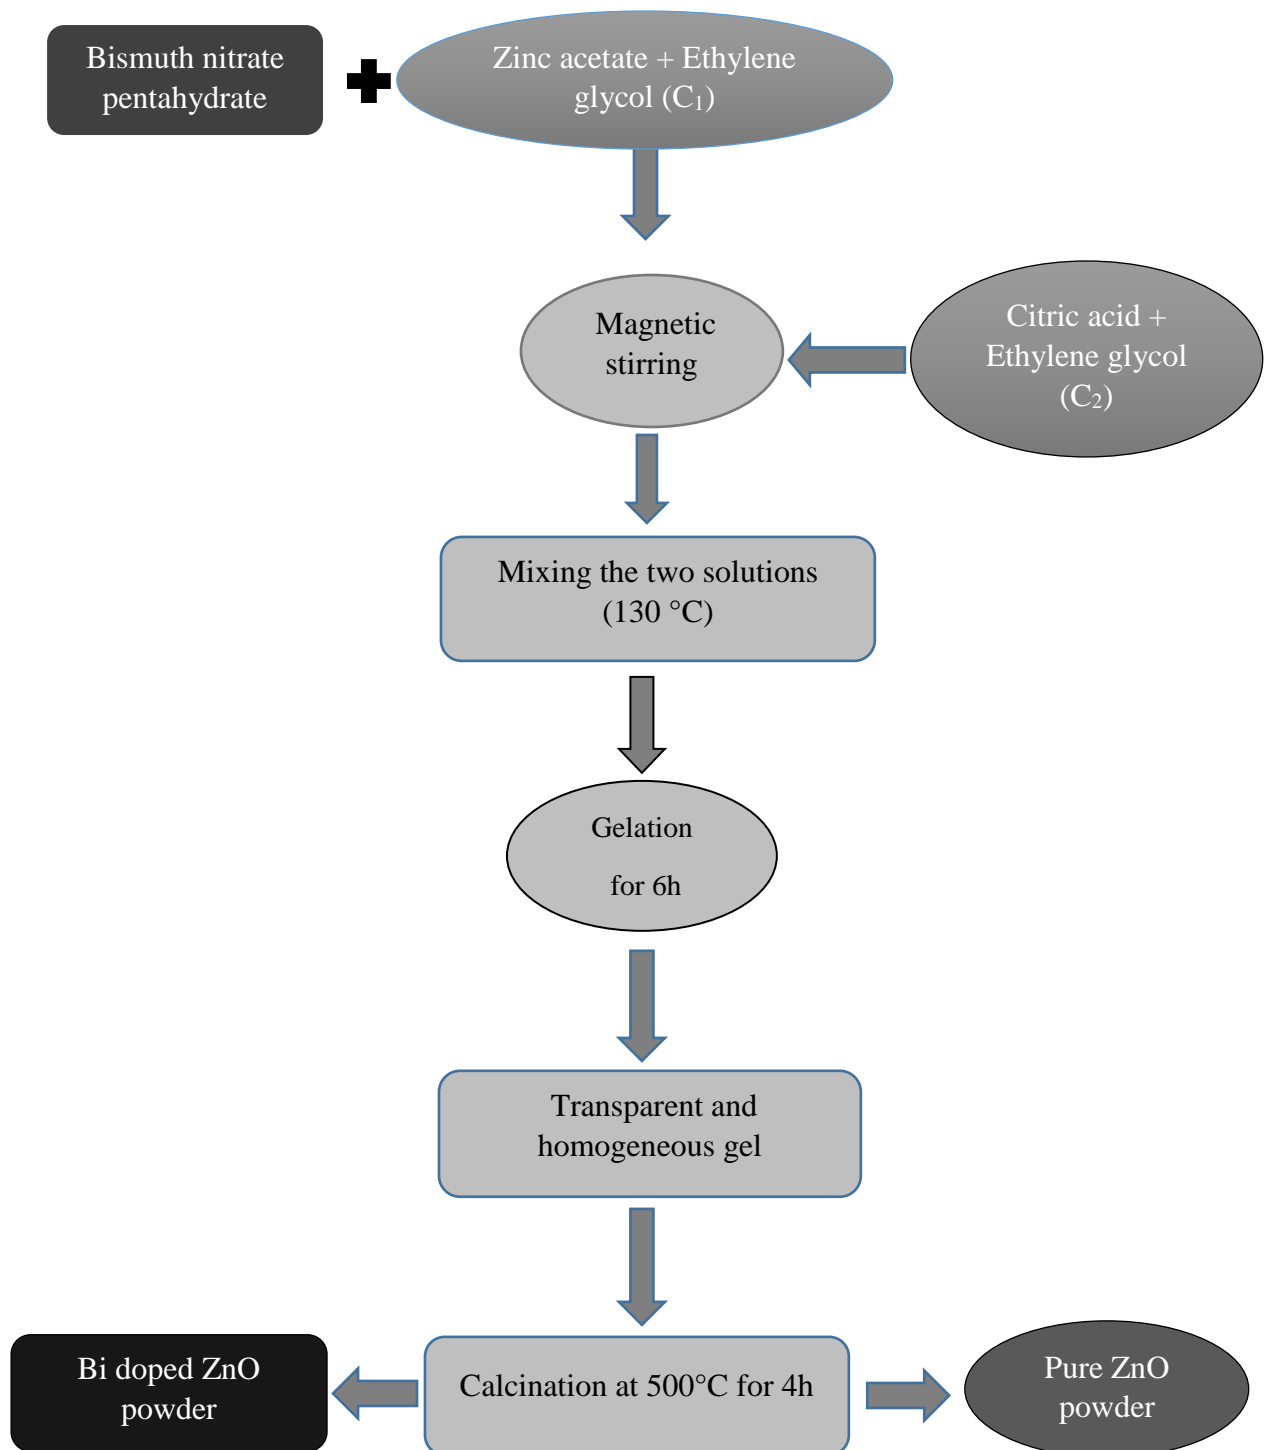 Bismuth nitrate
pentahydrate
Zinc acetate + Ethylene
glycol (C₁)
Magnetic
stirring
Citric acid +
Ethylene glycol
(C₂)
Mixing the two solutions
(130 °C)
Gelation
for 6h
Transparent and
homogeneous gel
Bi doped ZnO
powder
Calcination at 500°C for 4h
Pure ZnO
powder